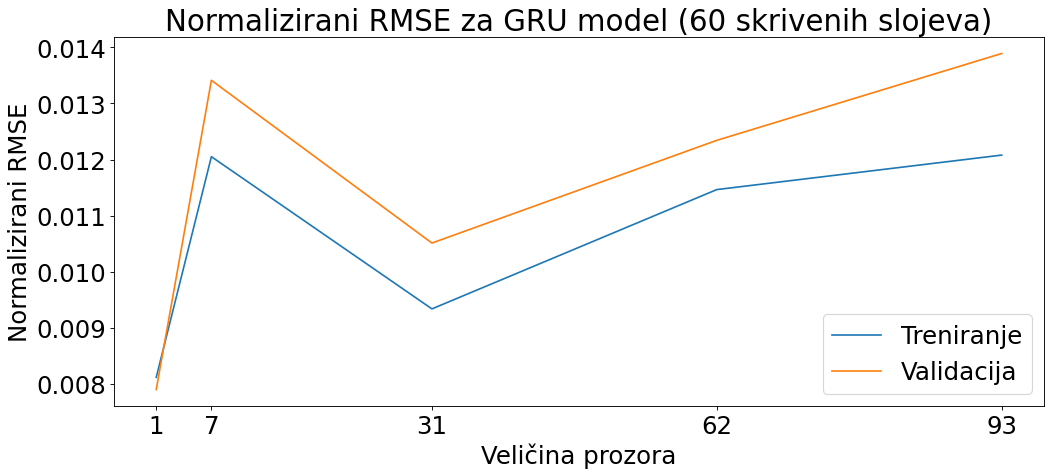 Normalizirani RMSE za GRU model (60 skrivenih slojeva)
Normalizirani RMSE
0.014
0.013
0.012
0.011
0.010
0.009
0.008
Treniranje
Validacija
1 7 31 62 93
Veličina prozora